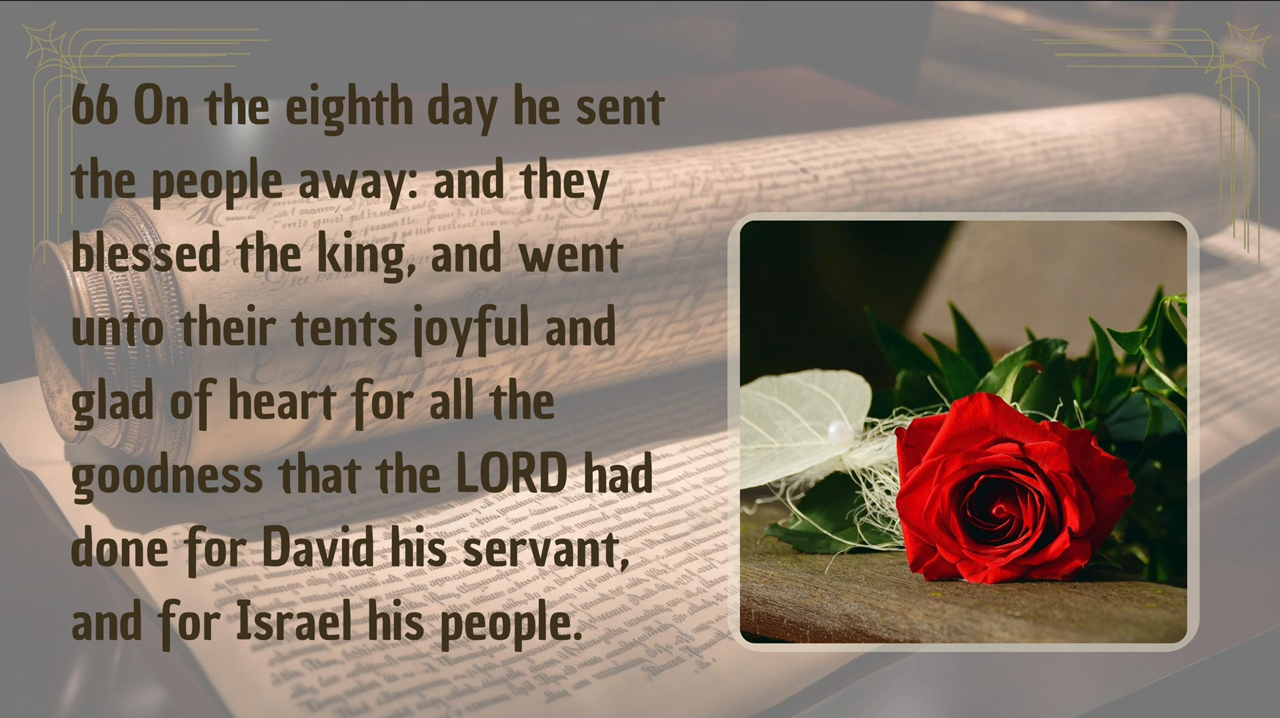 66 On the eighth day he sent
the people away: and they
blessed the king, and went
unto their tents joyful and
glad of heart for all the
goodness that the LORD had
done for David his servant,
and for Israel his people.